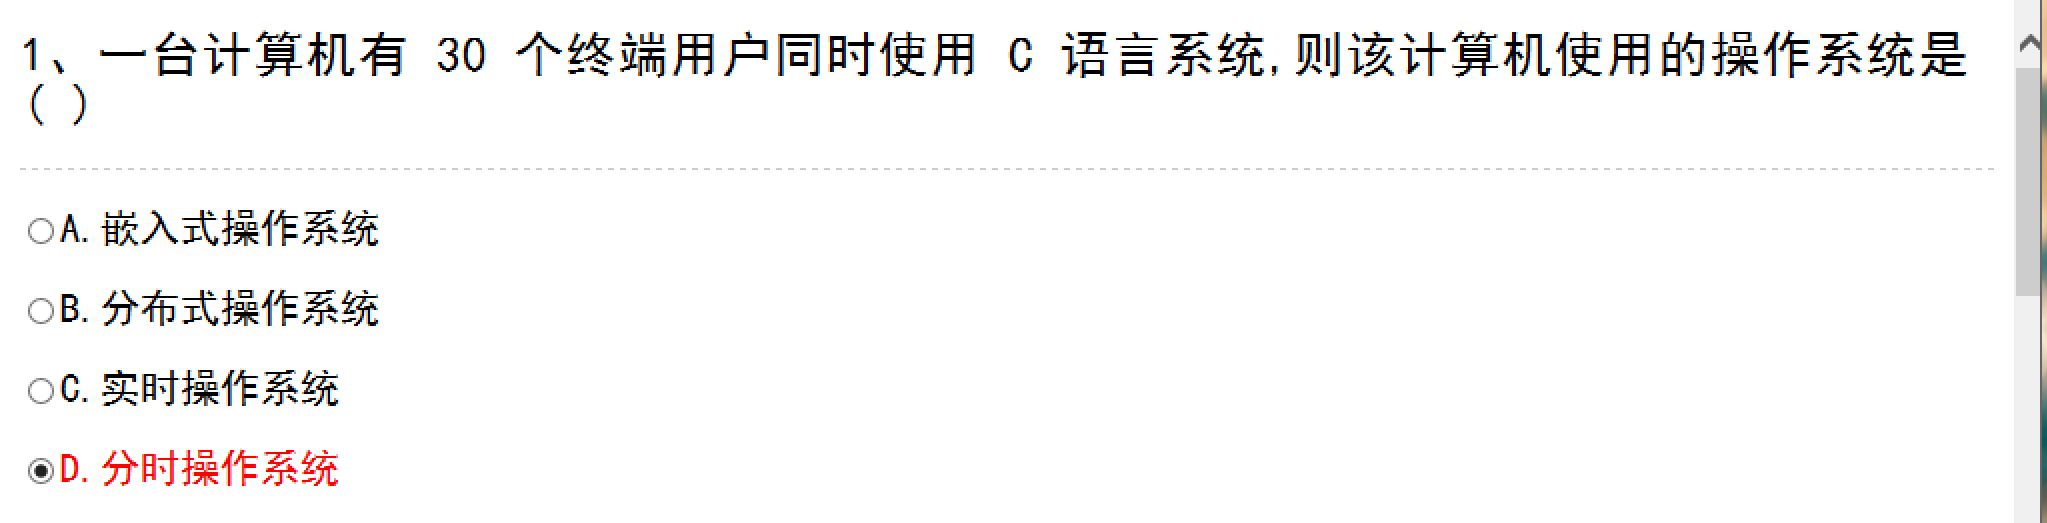 1、一台计算机有 30 个终端用户同时使用 C 语言系统,则该计算机使用的操作系统是
( )
A. 嵌入式操作系统
B. 分布式操作系统
C. 实时操作系统
D. 分时操作系统